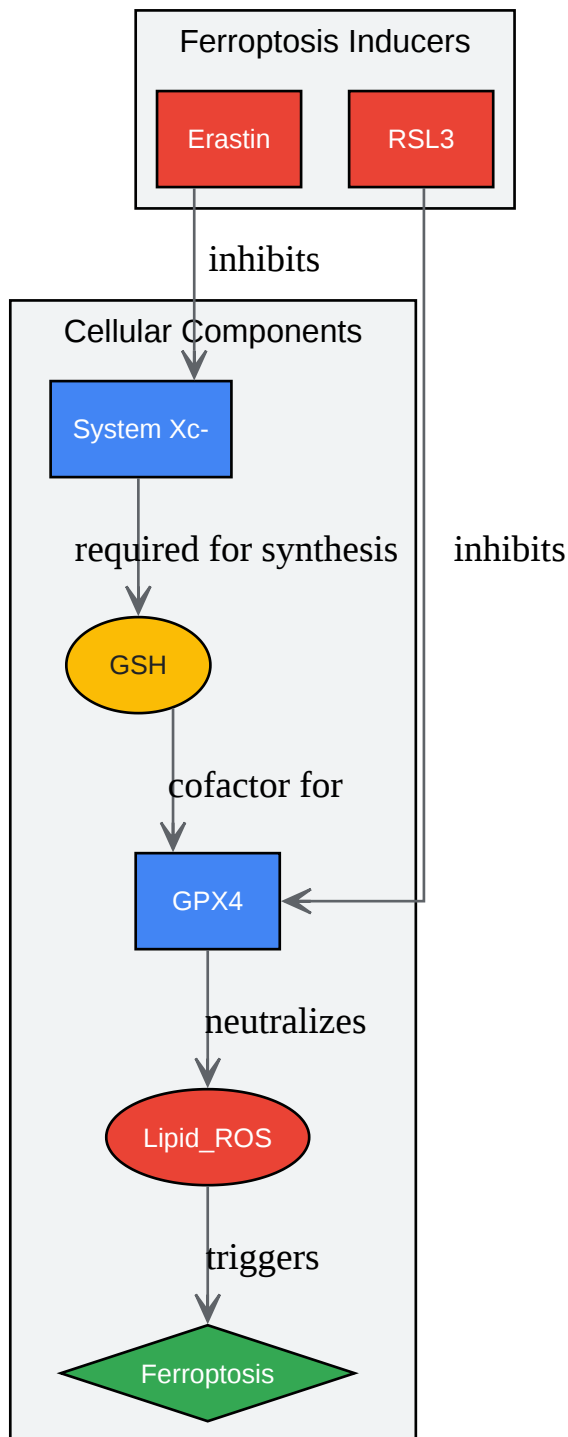 Ferroptosis Inducers
Erastin
RSL3
inhibits
Cellular Components
System Xc-
required for synthesis
inhibits
GSH
cofactor for
GPX4
neutralizes
Lipid_ROS
triggers
Ferroptosis